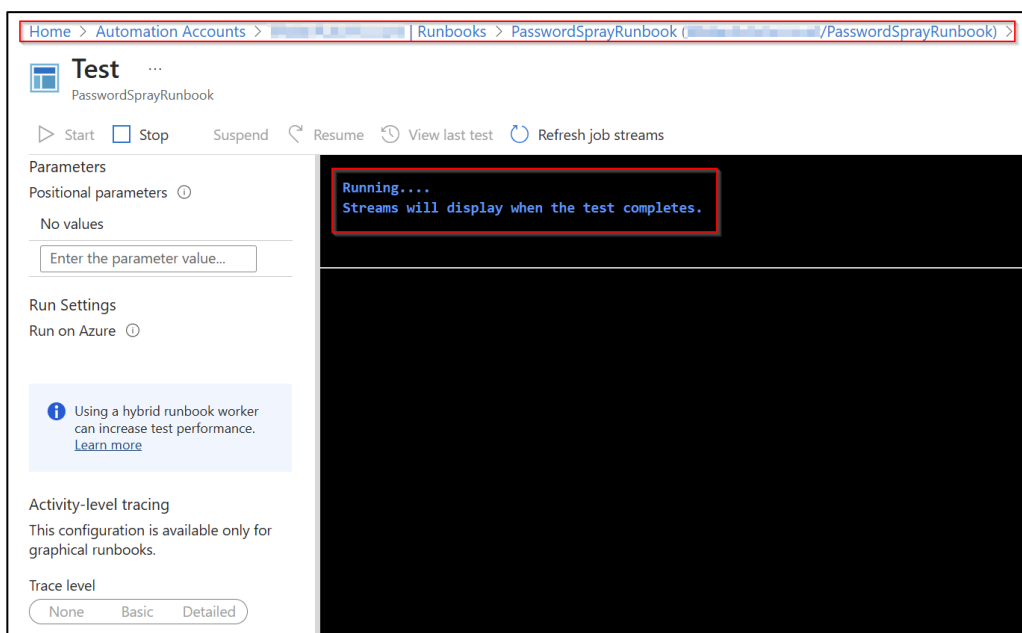 Home > Automation Accounts > | Runbooks > PasswordSprayRunbook ( /PasswordSprayRunbook) >
Test ...
PasswordSprayRunbook
Start Stop Suspend Resume View last test Refresh job streams
Parameters
Positional parameters
No values
Enter the parameter value...
Run Settings
Run on Azure
Using a hybrid runbook worker
can increase test performance.
Learn more
Activity-level tracing
This configuration is available only for
graphical runbooks.
Trace level
None Basic Detailed
Running....
Streams will display when the test completes.